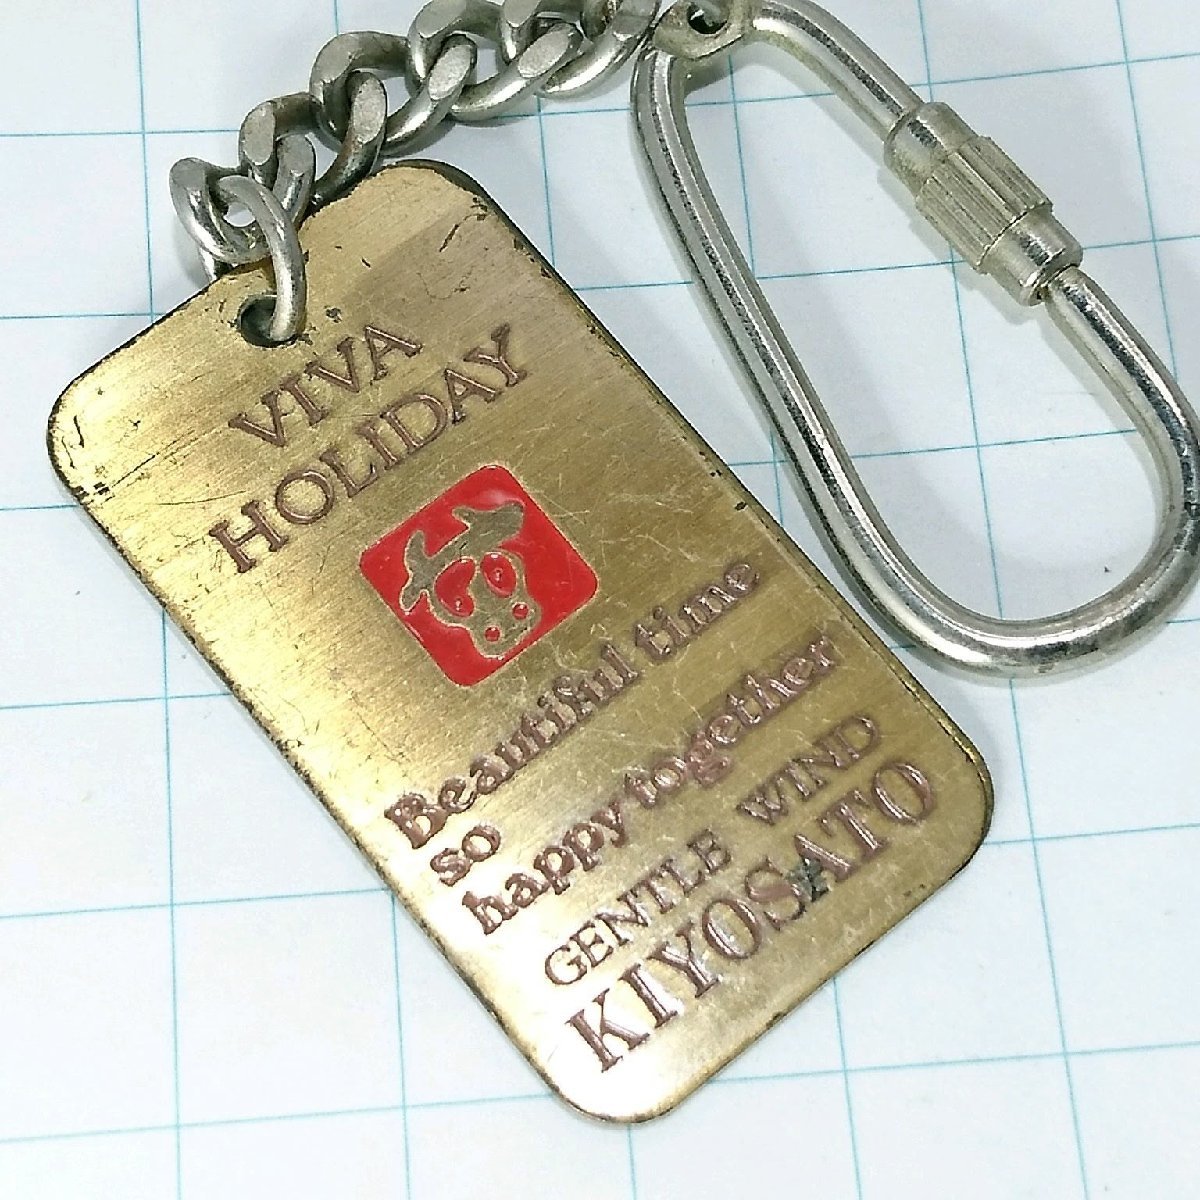 VIVA
HOLIDAY
Beautiful time
so
happy together
GENTLE WIND
KIYOSATO